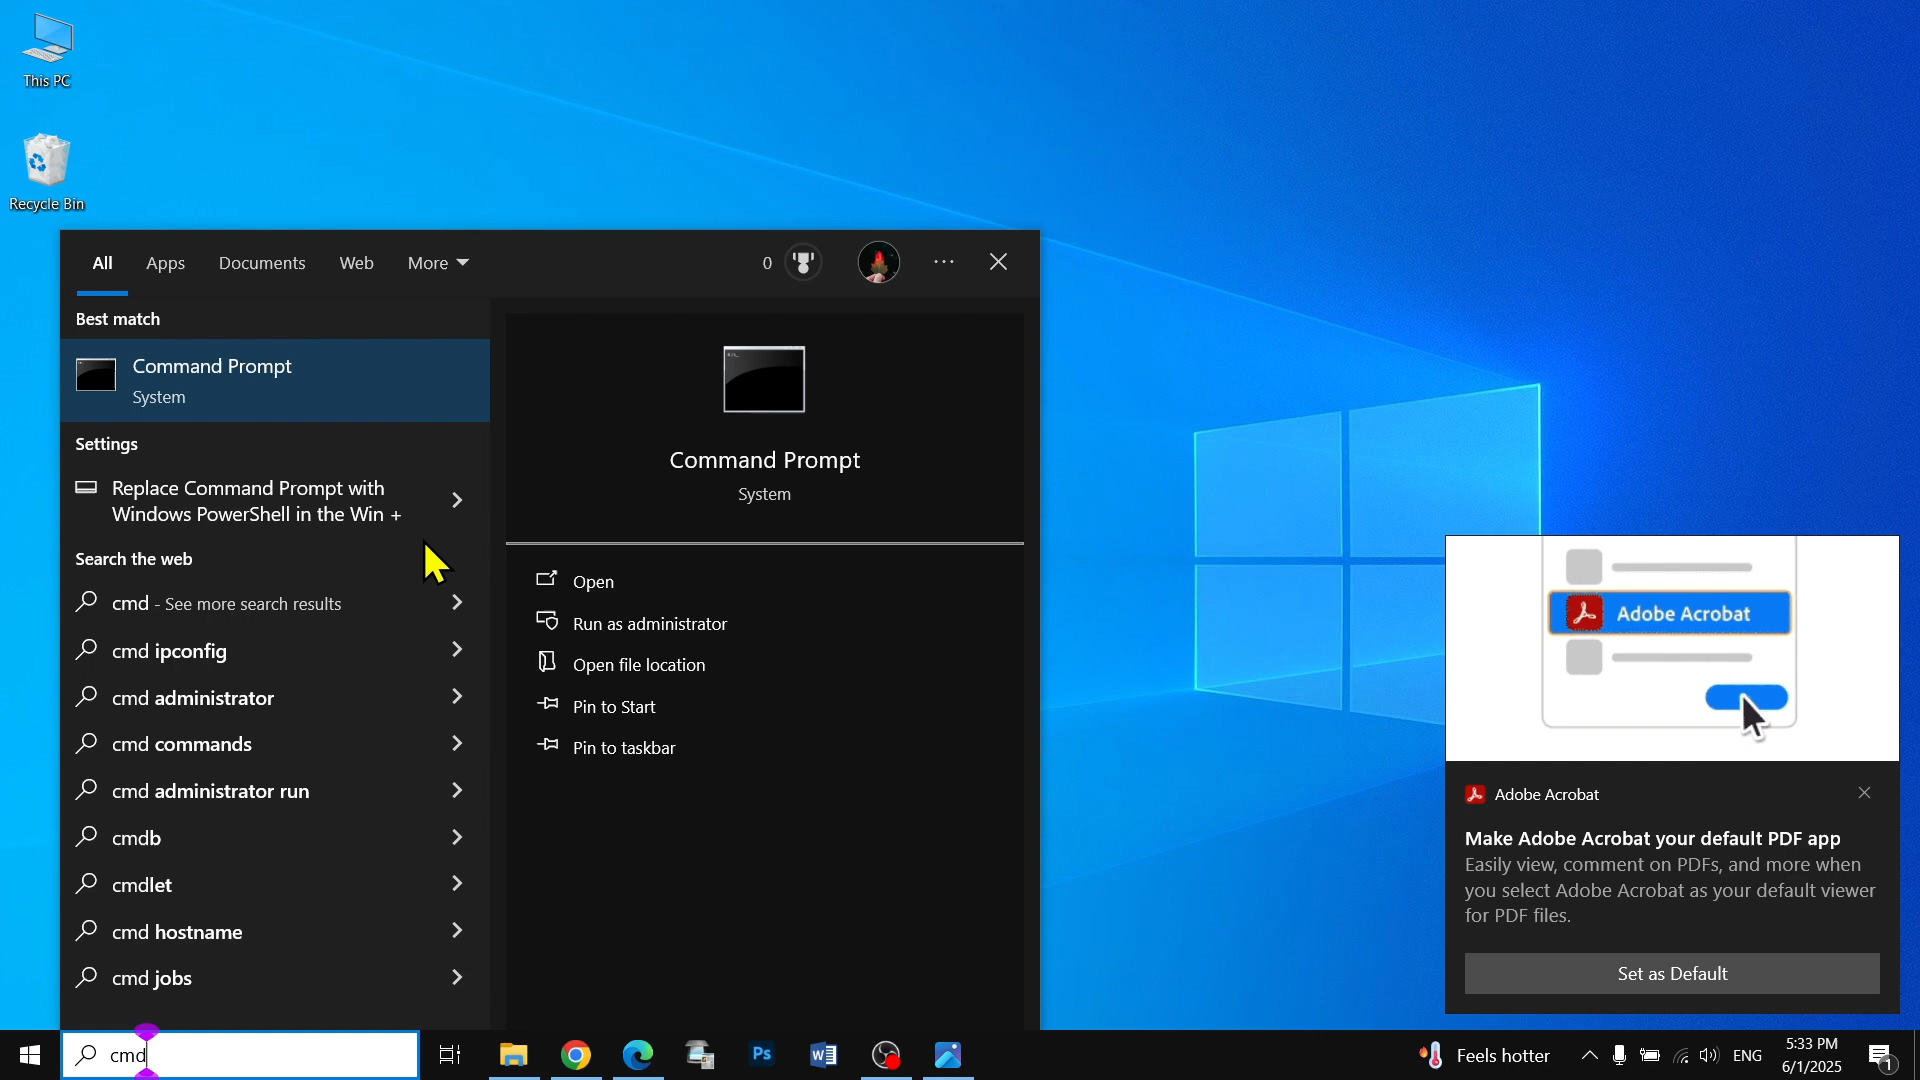 This PC
Recycle Bin
All
Apps
Documents
Web
More
0
Best match
Command Prompt
System
Settings
Replace Command Prompt with
Windows PowerShell in the Win +
Search the web
cmd - See more search results
cmd ipconfig
cmd administrator
cmd commands
cmd administrator run
cmdb
cmdlet
cmd hostname
cmd jobs
Command Prompt
System
Open
Run as administrator
Open file location
Pin to Start
Pin to taskbar
Adobe Acrobat
Adobe Acrobat
Make Adobe Acrobat your default PDF app
Easily view, comment on PDFs, and more when
you select Adobe Acrobat as your default viewer
for PDF files.
Set as Default
cmd
Ps
W
Feels hotter
ENG
5:33 PM
6/1/2025
1